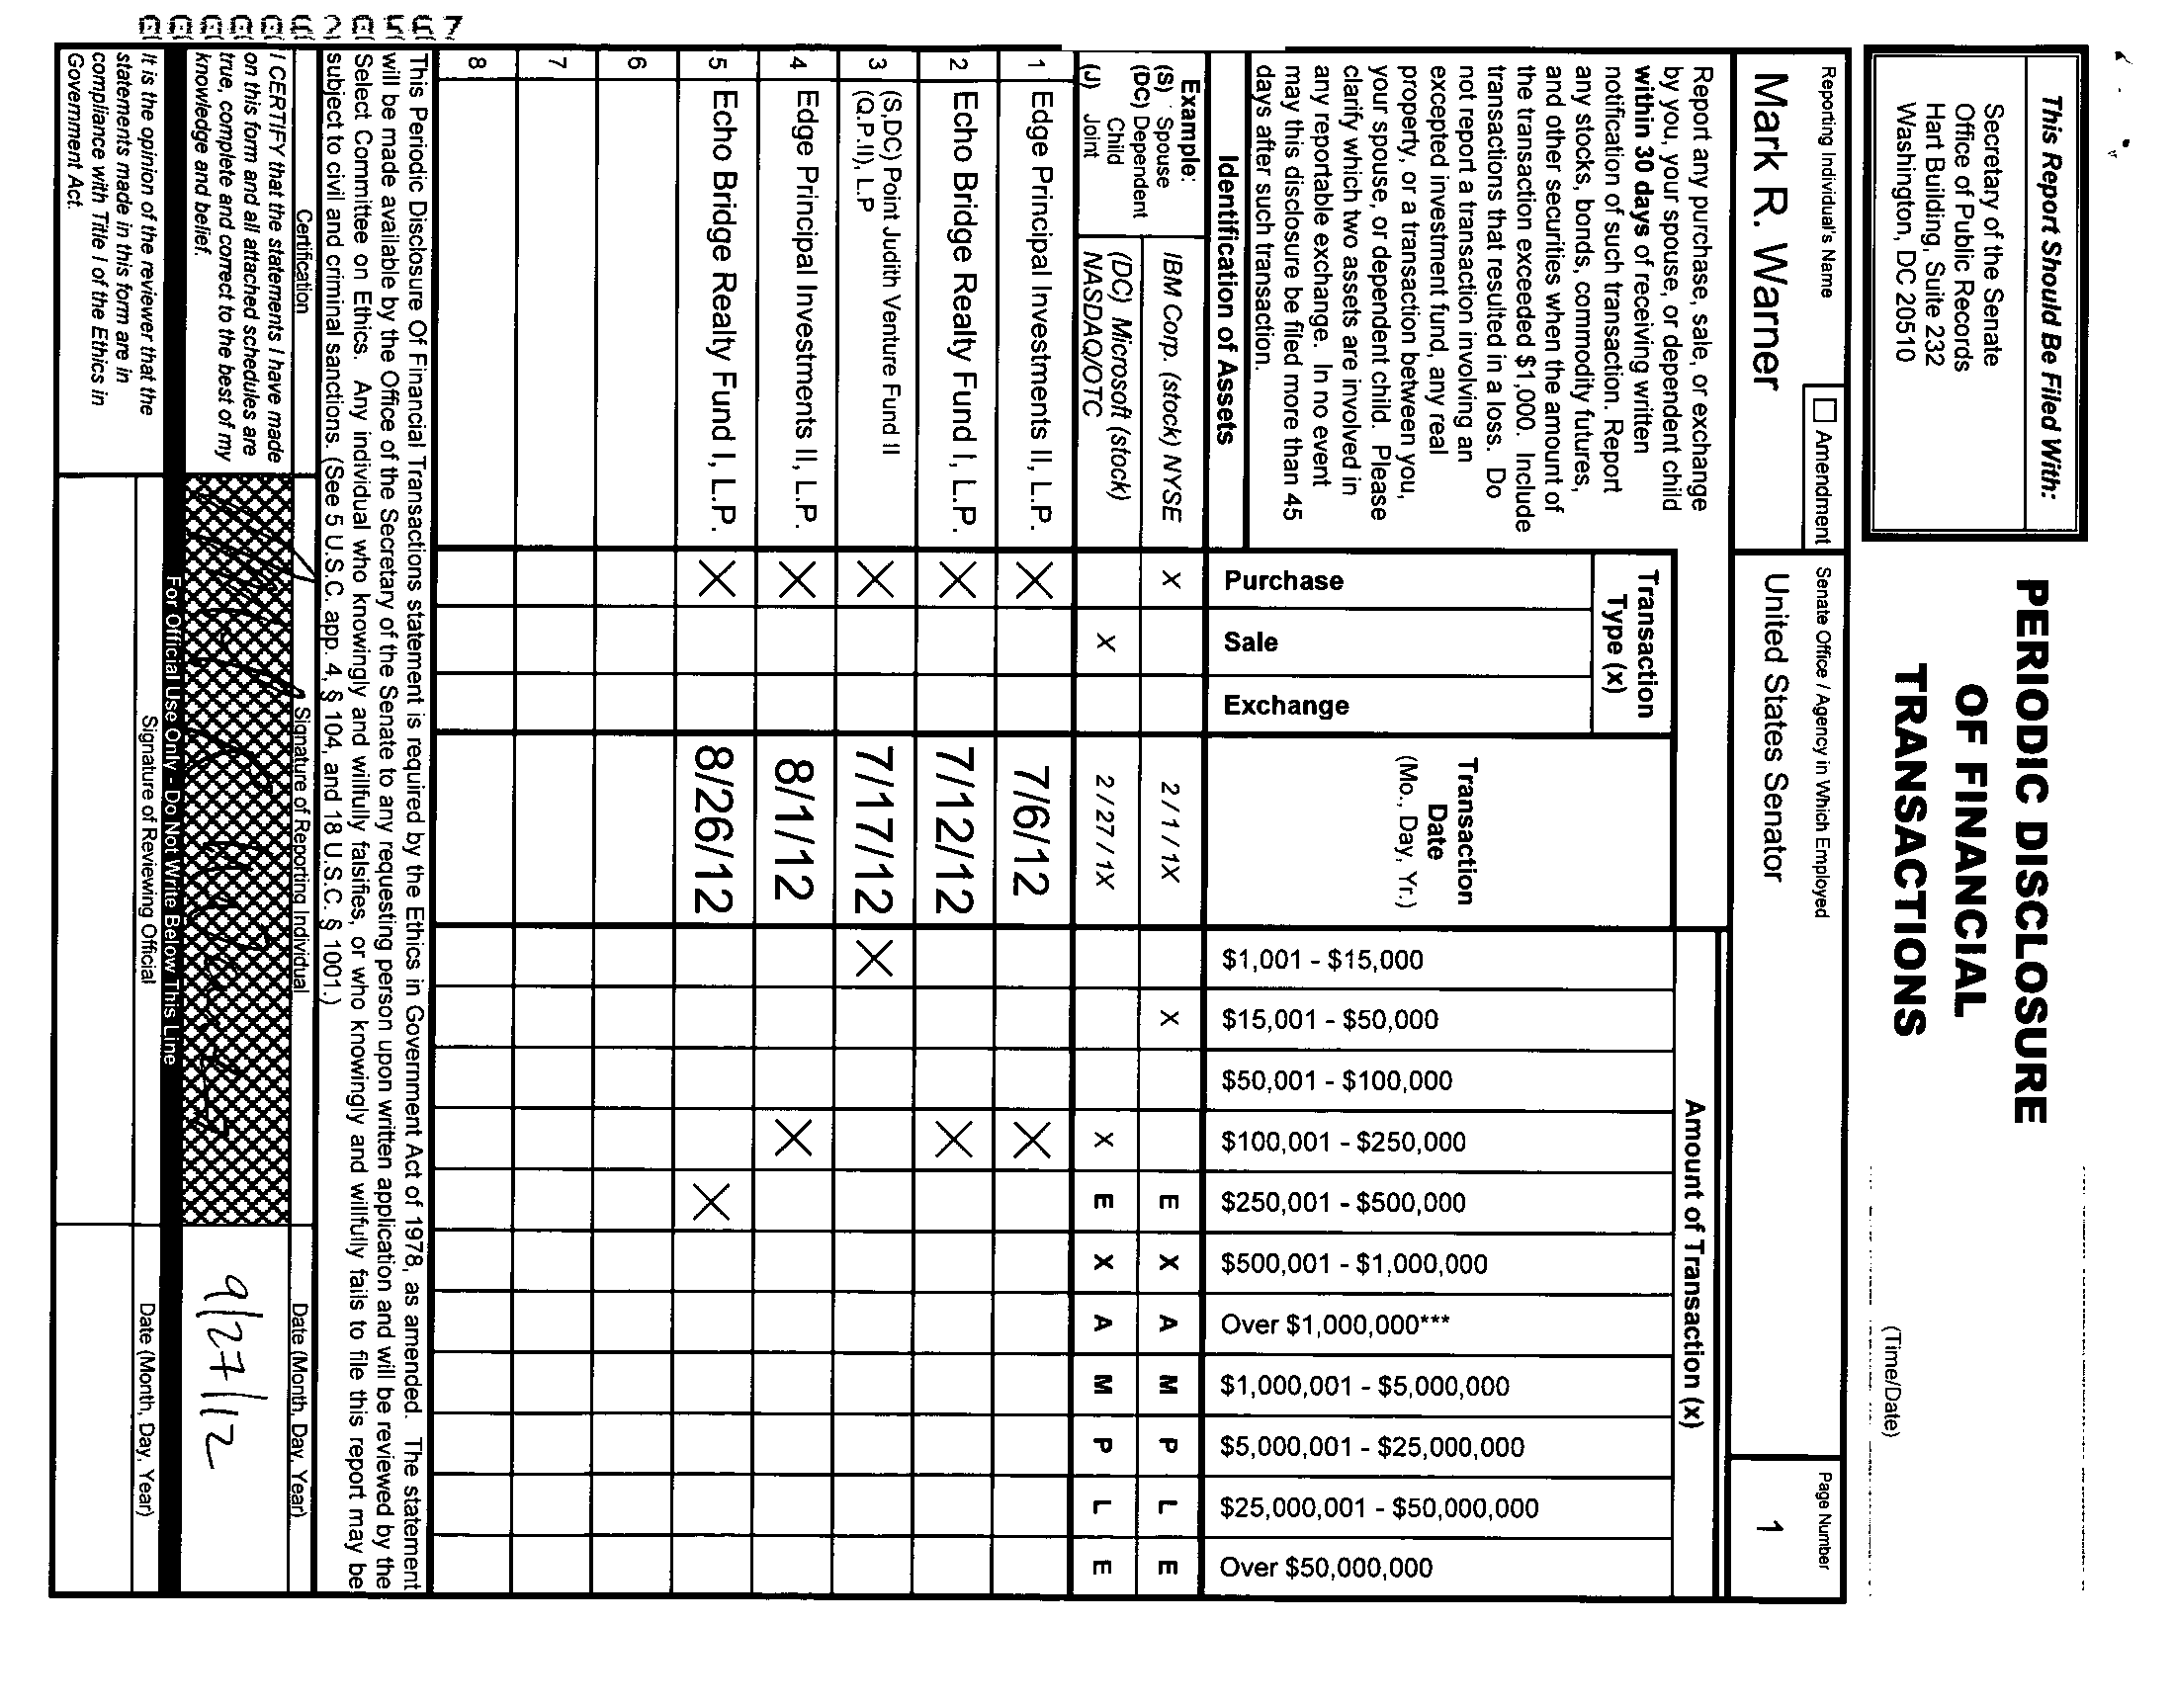 This Report Should Be Filed With:
Secretary of the Senate
Office of Public Records
Hart Building, Suite 232
Washington, DC 20510
PERIODIC DISCLOSURE
OF FINANCIAL
TRANSACTIONS
(Time/Date)
Reporting Individual's Name
Amendment
Senate Office / Agency in Which Employed
Page Number
Mark R. Warner
United States Senator
1
Report any purchase, sale, or exchange
by you, your spouse, or dependent child
within 30 days of receiving written
notification of such transaction. Report
any stocks, bonds, commodity futures,
and other securities when the amount of
the transaction exceeded $1,000. Include
transactions that resulted in a loss. Do
not report a transaction involving an
excepted investment fund, any real
property, or a transaction between you,
your spouse, or dependent child. Please
clarify which two assets are involved in
any reportable exchange. In no event
may this disclosure be filed more than 45
days after such transaction.
Identification of Assets
Transaction
Type (x)
Purchase
Sale
Exchange
Transaction
Date
(Mo., Day, Yr.)
Amount of Transaction (x)
$1,001 - $15,000
$15,001 - $50,000
$50,001 - $100,000
$100,001 - $250,000
$250,001 - $500,000
$500,001 - $1,000,000
Over $1,000,000***
$1,000,001 - $5,000,000
$5,000,001 - $25,000,000
$25,000,001 - $50,000,000
Over $50,000,000
Example:
(S) Spouse
(DC) Dependent
Child
(J) Joint
IBM Corp. (stock) NYSE X 2 / 1 / 1X X E X A M P L E
(DC) Microsoft (stock)
NASDAQ/OTC X 2 / 27 / 1X X E X A M P L E
1 Edge Principal Investments II, L.P. X 7/6/12 X
2 Echo Bridge Realty Fund I, L.P. X 7/12/12 X
3 (S,DC) Point Judith Venture Fund II
(Q.P.II), L.P X 7/17/12 X
4 Edge Principal Investments II, L.P. X 8/1/12 X
5 Echo Bridge Realty Fund I, L.P. X 8/26/12 X
6
7
8
This Periodic Disclosure Of Financial Transactions statement is required by the Ethics in Government Act of 1978, as amended. The statement
will be made available by the Office of the Secretary of the Senate to any requesting person upon written application and will be reviewed by the
Select Committee on Ethics. Any individual who knowingly and willfully falsifies, or who knowingly and willfully fails to file this report may be
subject to civil and criminal sanctions. (See 5 U.S.C. app. 4, § 104, and 18 U.S.C. § 1001.)
Certification
Signature of Reporting Individual
Date (Month, Day, Year)
I CERTIFY that the statements I have made
on this form and all attached schedules are
true, complete and correct to the best of my
knowledge and belief.
9/27/12
For Official Use Only - Do Not Write Below This Line
It is the opinion of the reviewer that the
statements made in this form are in
compliance with Title I of the Ethics in
Government Act.
Signature of Reviewing Official
Date (Month, Day, Year)